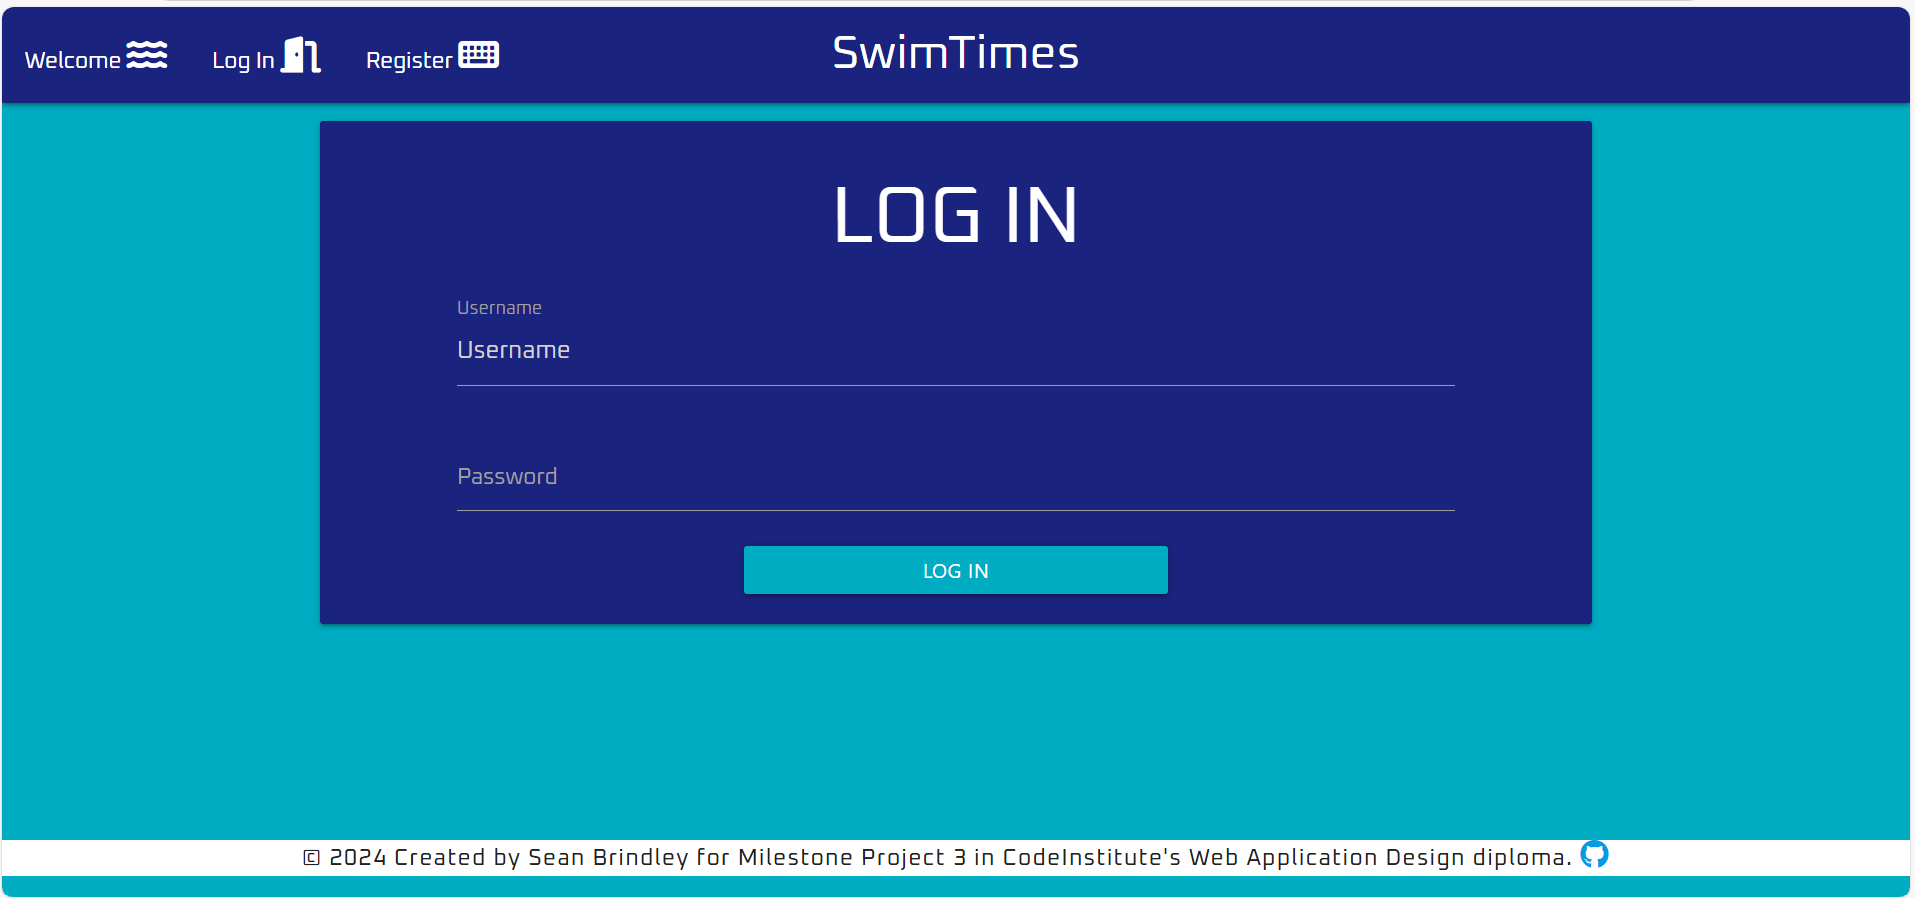 Welcome Log In Register SwimTimes
LOG IN
Username
Username
Password
LOG IN
© 2024 Created by Sean Brindley for Milestone Project 3 in CodeInstitute's Web Application Design diploma.